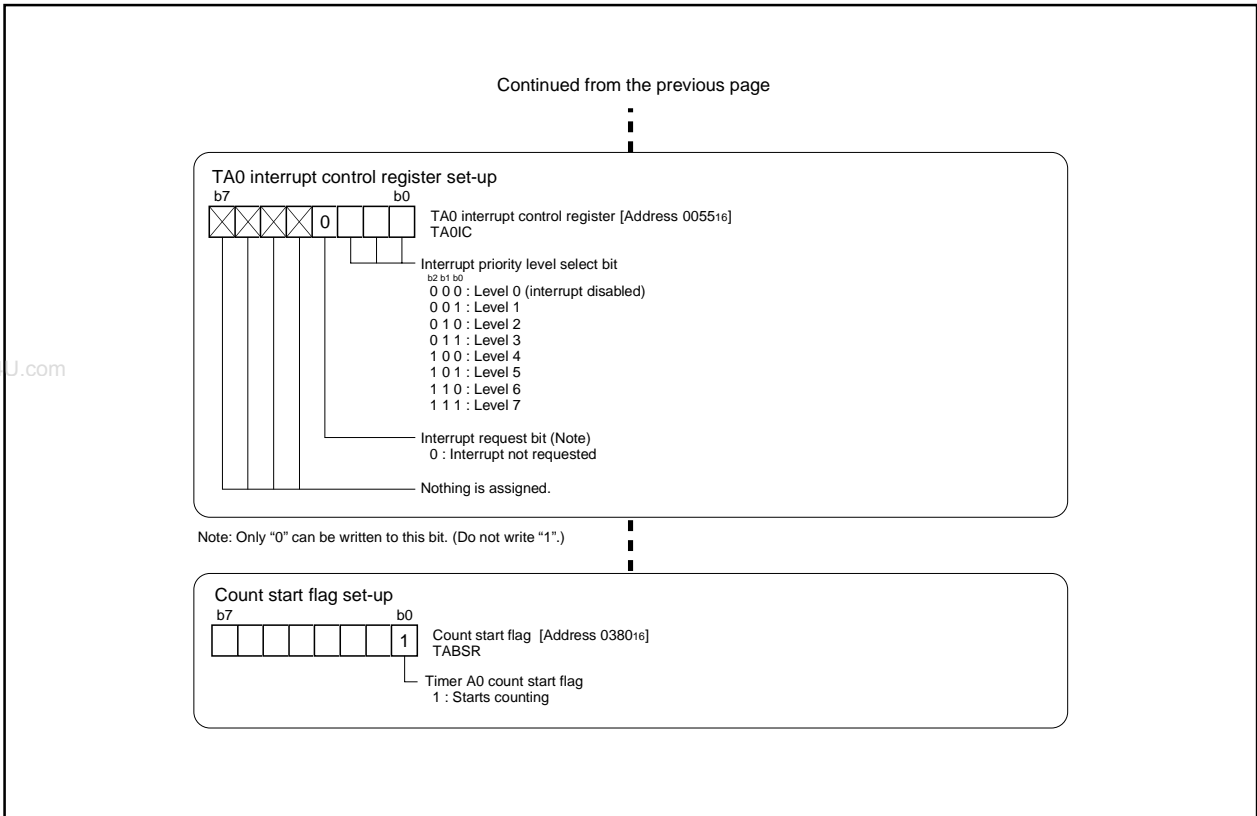 Continued from the previous page
TA0 interrupt control register set-up
b7 b0
0
TA0 interrupt control register [Address 005516]
TA0IC
Interrupt priority level select bit
b2 b1 b0
0 0 0 : Level 0 (interrupt disabled)
0 0 1 : Level 1
0 1 0 : Level 2
0 1 1 : Level 3
1 0 0 : Level 4
1 0 1 : Level 5
1 1 0 : Level 6
1 1 1 : Level 7
Interrupt request bit (Note)
0 : Interrupt not requested
Nothing is assigned.
Note: Only “0” can be written to this bit. (Do not write “1”.)
Count start flag set-up
b7 b0
1
Count start flag [Address 038016]
TABSR
Timer A0 count start flag
1 : Starts counting
U.com